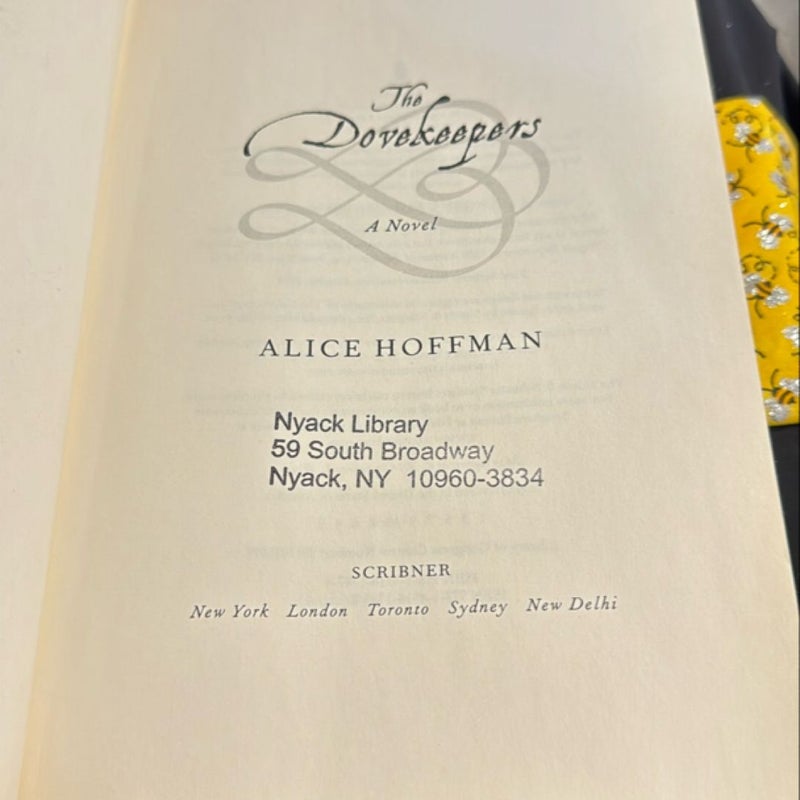 The
Dovekeepers
A Novel
ALICE HOFFMAN
Nyack Library
59 South Broadway
Nyack, NY 10960-3834
SCRIBNER
New York London Toronto Sydney New Delhi